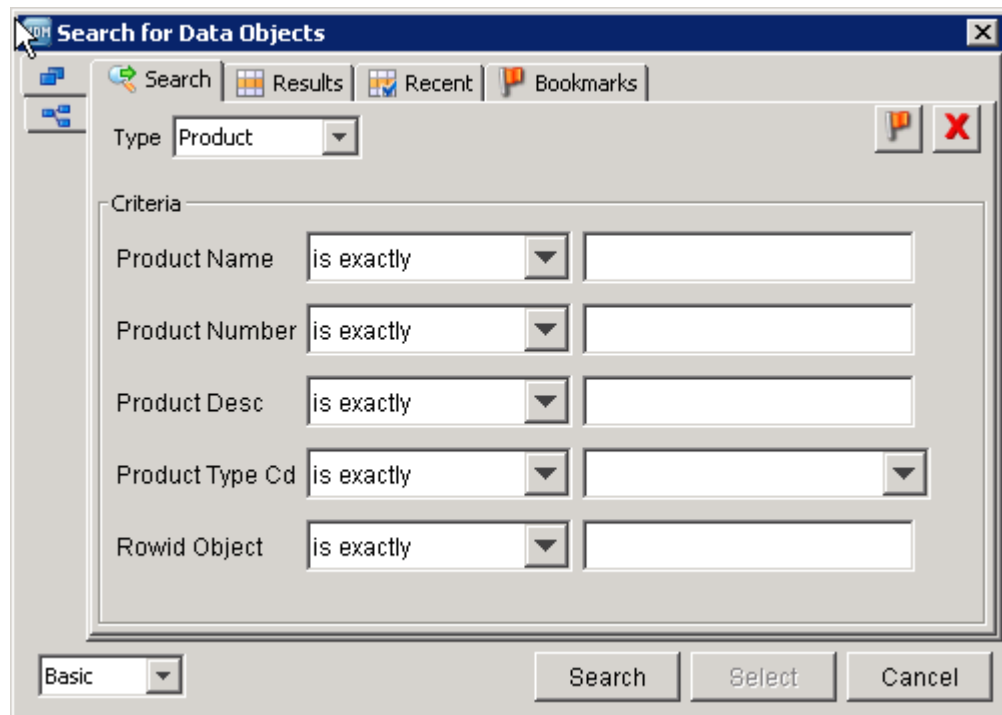 Search for Data Objects
Search Results Recent Bookmarks
Type Product
Criteria
Product Name is exactly
Product Number is exactly
Product Desc is exactly
Product Type Cd is exactly
Rowid Object is exactly
Basic Search Select Cancel